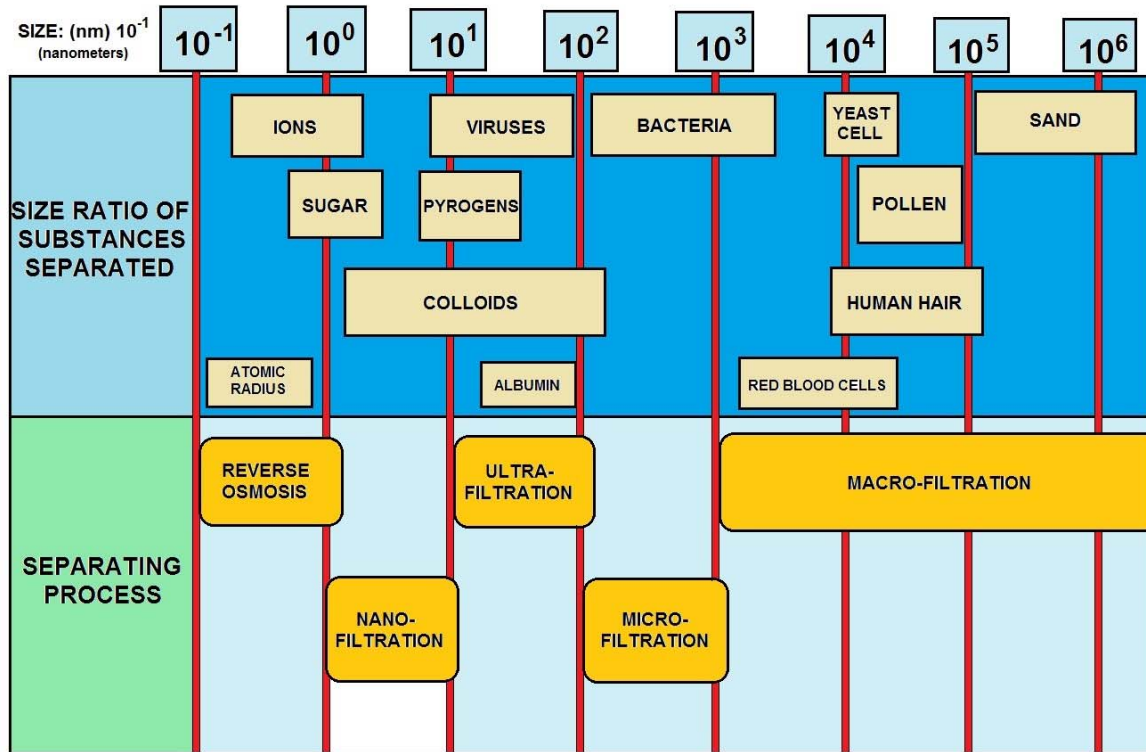 SIZE: (nm) 10⁻¹
(nanometers)
10⁻¹
10⁰
10¹
10²
10³
10⁴
10⁵
10⁶
SIZE RATIO OF
SUBSTANCES
SEPARATED
IONS
VIRUSES
BACTERIA
YEAST
CELL
SAND
SUGAR
PYROGENS
POLLEN
COLLOIDS
HUMAN HAIR
ATOMIC
RADIUS
ALBUMIN
RED BLOOD CELLS
SEPARATING
PROCESS
REVERSE
OSMOSIS
ULTRA-
FILTRATION
MACRO-FILTRATION
NANO-
FILTRATION
MICRO-
FILTRATION